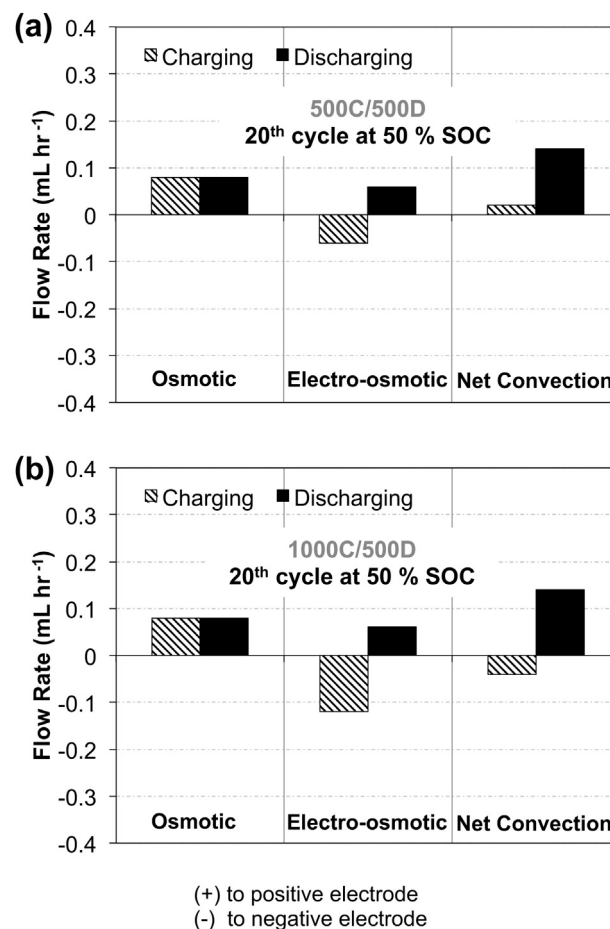 (a)
0.4
0.3
0.2
0.1
0
-0.1
-0.2
-0.3
-0.4
Flow Rate (mL hr⁻¹)
Charging Discharging
500C/500D
20th cycle at 50 % SOC
Osmotic Electro-osmotic Net Convection
(b)
0.4
0.3
0.2
0.1
0
-0.1
-0.2
-0.3
-0.4
Flow Rate (mL hr⁻¹)
Charging Discharging
1000C/500D
20th cycle at 50 % SOC
Osmotic Electro-osmotic Net Convection
(+) to positive electrode
(-) to negative electrode